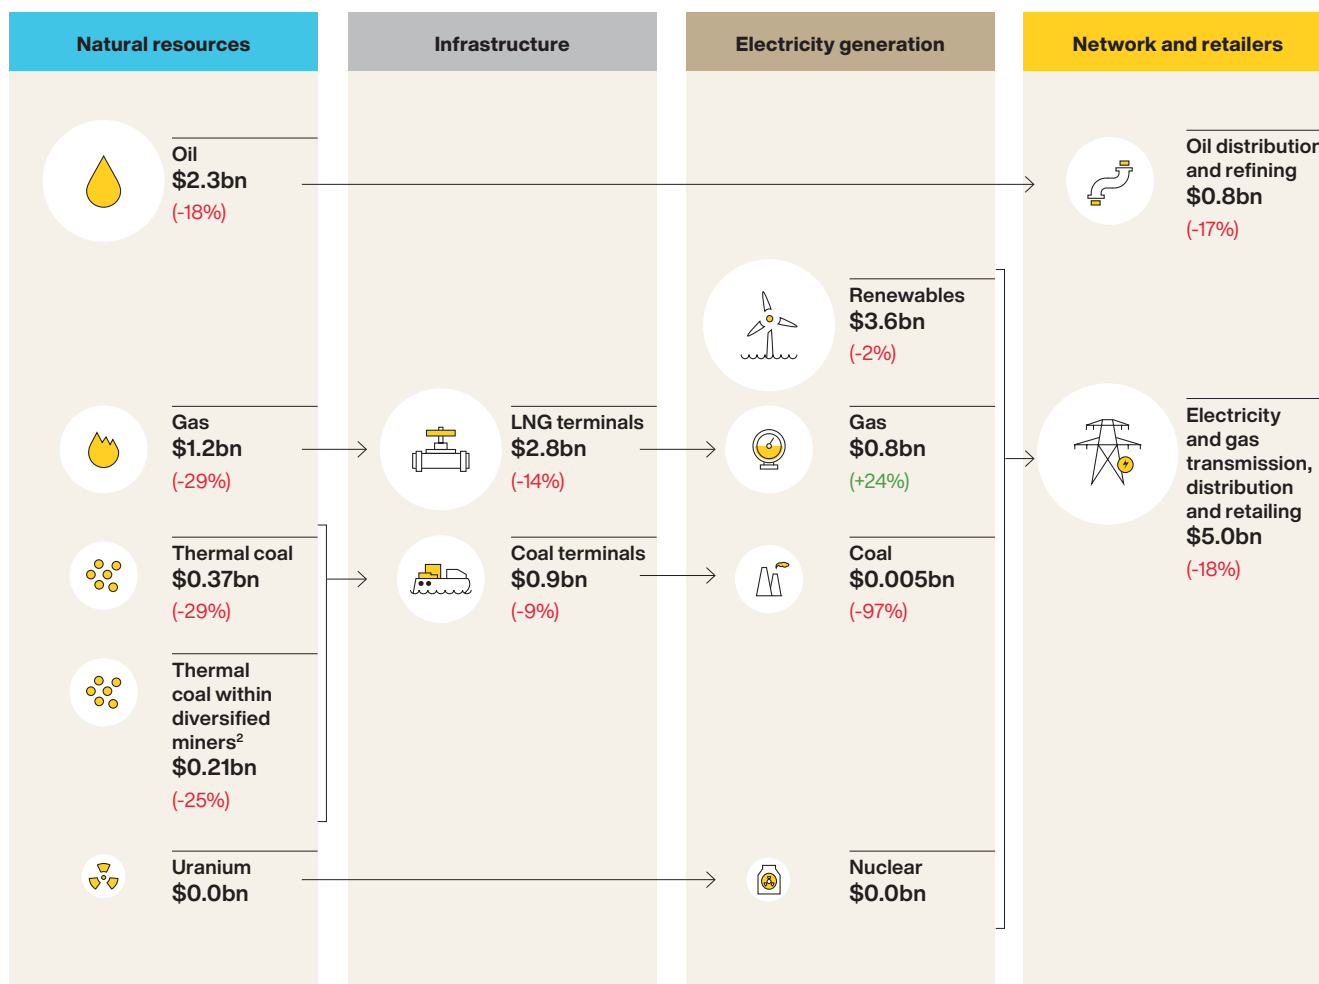 Natural resources
Infrastructure
Electricity generation
Network and retailers
Oil
$2.3bn
(-18%)
Oil distribution
and refining
$0.8bn
(-17%)
Renewables
$3.6bn
(-2%)
Gas
$1.2bn
(-29%)
LNG terminals
$2.8bn
(-14%)
Gas
$0.8bn
(+24%)
Electricity
and gas
transmission,
distribution
and retailing
$5.0bn
(-18%)
Thermal coal
$0.37bn
(-29%)
Coal terminals
$0.9bn
(-9%)
Coal
$0.005bn
(-97%)
Thermal
coal within
diversified
miners²
$0.21bn
(-25%)
Uranium
$0.0bn
Nuclear
$0.0bn